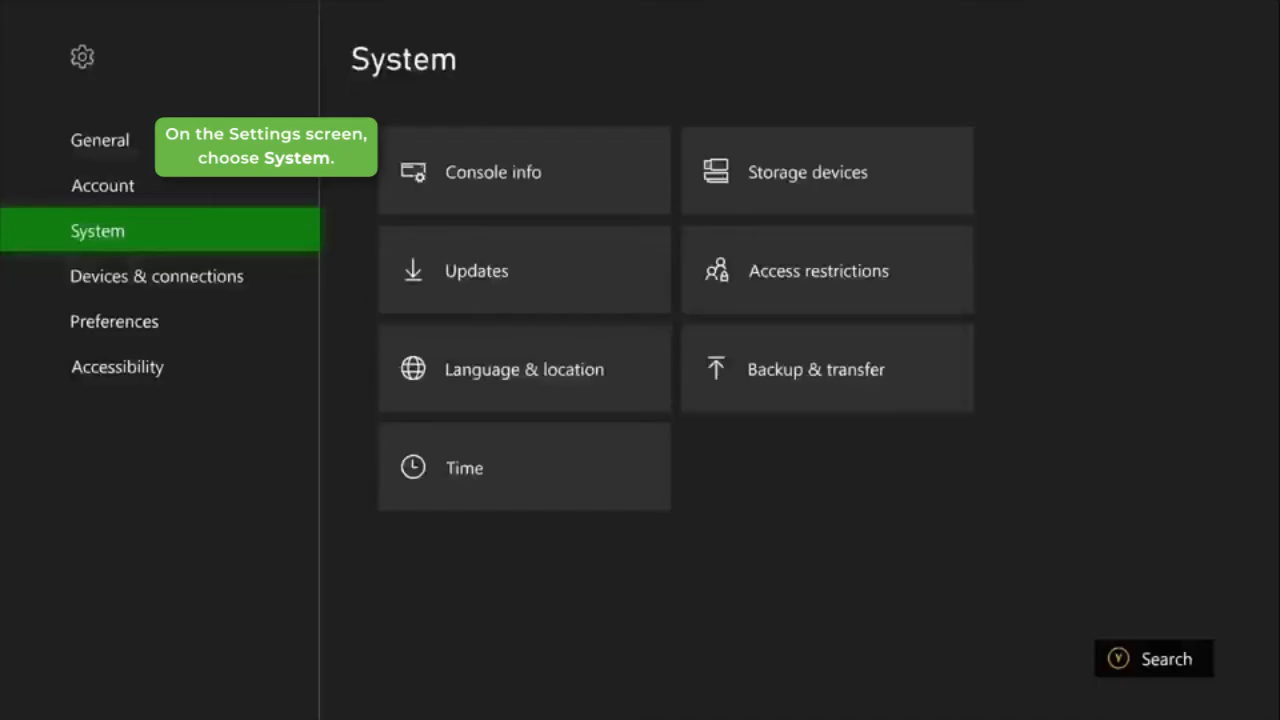 System
General
Account
System
Devices & connections
Preferences
Accessibility
On the Settings screen,
choose System.
Console info
Storage devices
Updates
Access restrictions
Language & location
Backup & transfer
Time
Y Search